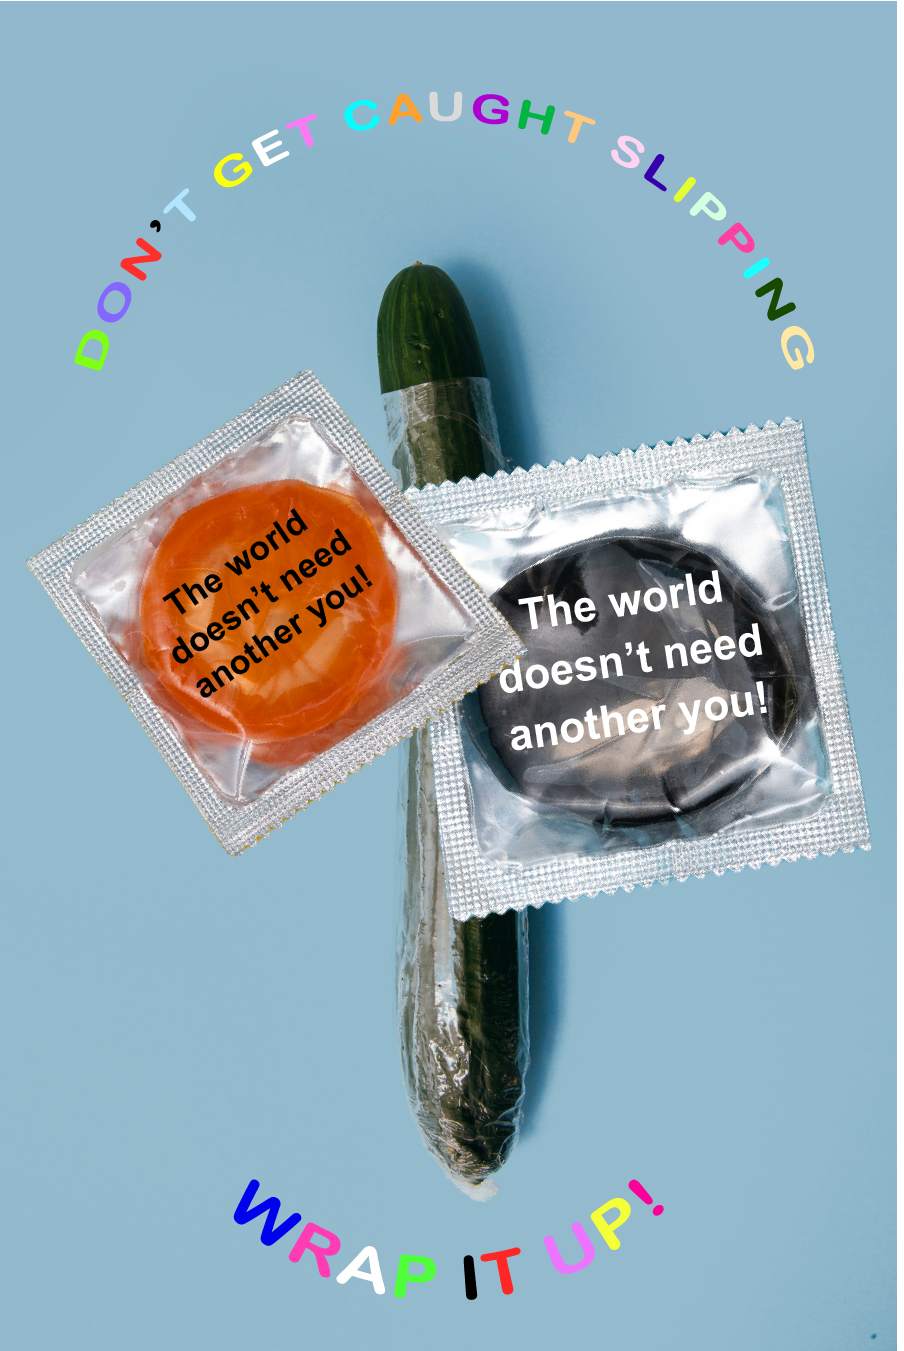 DON'T GET CAUGHT SLIPPING
The world
doesn't need
another you!
The world
doesn't need
another you!
WRAP IT UP!